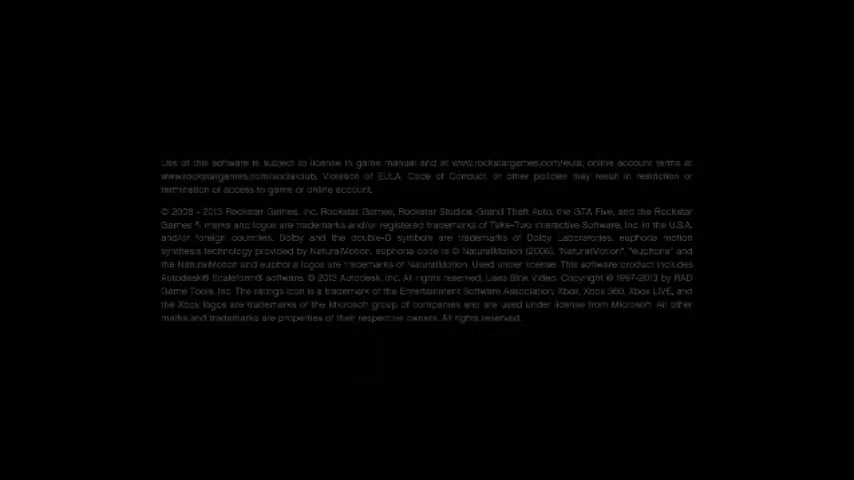 Use of this software is subject to license in game manual and at www.rockstargames.com/eula; online account terms at
www.rockstargames.com/socialclub. Violation of EULA, Code of Conduct, or other policies may result in restriction or
termination of access to game or online account.
© 2008 - 2013 Rockstar Games, Inc. Rockstar Games, Rockstar Studios, Grand Theft Auto, the GTA Five, and the Rockstar
Games R* marks and logos are trademarks and/or registered trademarks of Take-Two Interactive Software, Inc. in the U.S.A.
and/or foreign countries. Dolby and the double-D symbols are trademarks of Dolby Laboratories. euphoria motion
synthesis technology provided by NaturalMotion. euphoria code is © NaturalMotion (2008). "NaturalMotion", "euphoria" and
the NaturalMotion and euphoria logos are trademarks of NaturalMotion. Used under license. This software product includes
Autodesk® Scaleform® software, © 2013 Autodesk, Inc. All rights reserved. Uses Bink Video. Copyright © 1997-2013 by RAD
Game Tools, Inc. The ratings icon is a trademark of the Entertainment Software Association. Xbox, Xbox 360, Xbox LIVE, and
the Xbox logos are trademarks of the Microsoft group of companies and are used under license from Microsoft. All other
marks and trademarks are properties of their respective owners. All rights reserved.